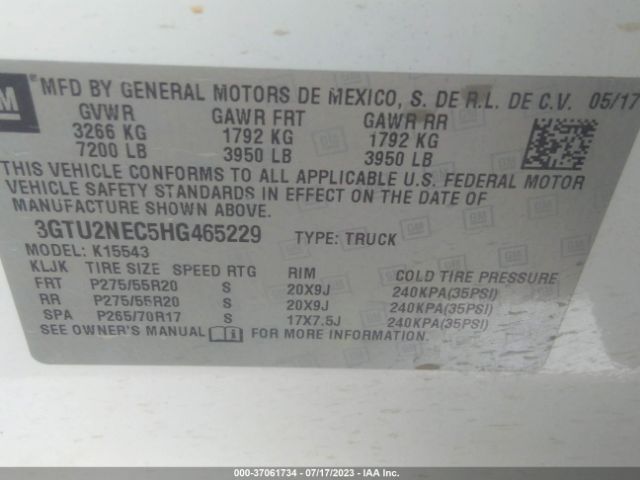 GM
MFD BY GENERAL MOTORS DE MEXICO, S. DE R.L. DE C.V. 05/17
GVWR GAWR FRT GAWR RR
3266 KG 1792 KG 1792 KG
7200 LB 3950 LB 3950 LB
THIS VEHICLE CONFORMS TO ALL APPLICABLE U.S. FEDERAL MOTOR
VEHICLE SAFETY STANDARDS IN EFFECT ON THE DATE OF
MANUFACTURE SHOWN ABOVE.
3GTU2NEC5HG465229 TYPE: TRUCK
MODEL: K15543
KLJK TIRE SIZE SPEED RTG RIM COLD TIRE PRESSURE
FRT P275/55R20 S 20X9J 240KPA(35PSI)
RR P275/55R20 S 20X9J 240KPA(35PSI)
SPA P265/70R17 S 17X7.5J 240KPA(35PSI)
SEE OWNER'S MANUAL FOR MORE INFORMATION.
000-37061734 - 07/17/2023 - IAA Inc.